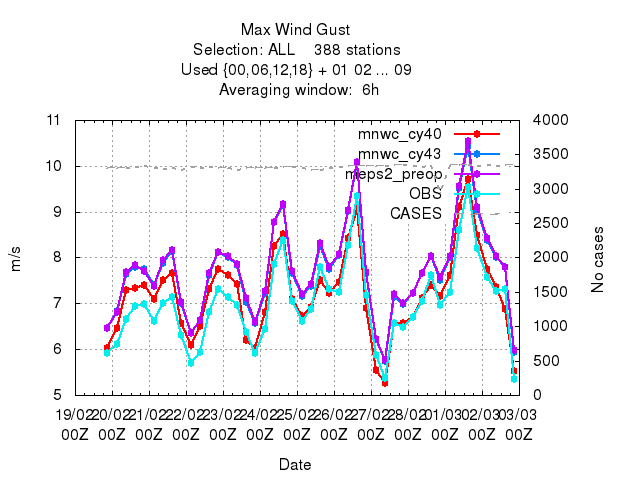 Max Wind Gust
Selection: ALL    388 stations
Used {00,06,12,18} + 01 02 ... 09
Averaging window:  6h
11
10
9
8
7
6
5
m/s
4000
3500
3000
2500
2000
1500
1000
500
0
No cases
mnwc_cy40
mnwc_cy43
meps2_preop
OBS
CASES
19/02 20/02 21/02 22/02 23/02 24/02 25/02 26/02 27/02 28/02 01/03 02/03 03/03
00Z 00Z 00Z 00Z 00Z 00Z 00Z 00Z 00Z 00Z 00Z 00Z 00Z
Date